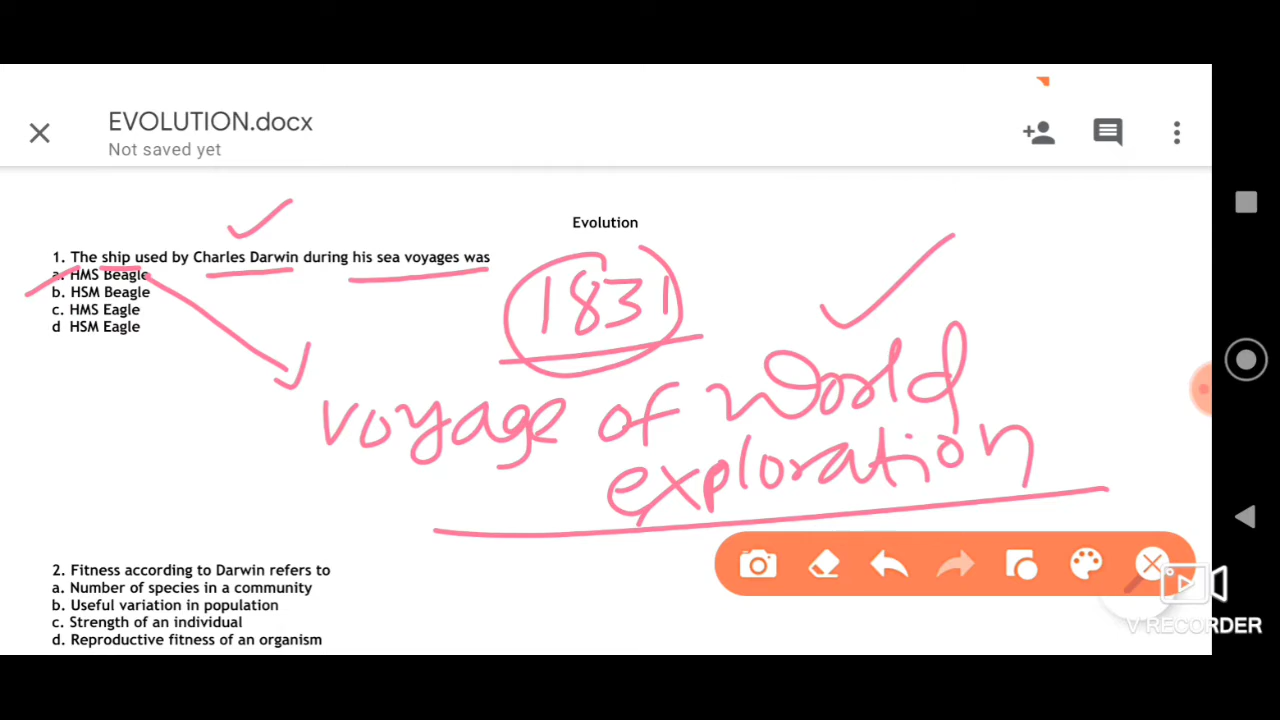 EVOLUTION.docx
Not saved yet
Evolution
1. The ship used by Charles Darwin during his sea voyages was
a. HMS Beagle
b. HSM Beagle
c. HMS Eagle
d HSM Eagle
1831
voyage of World
exploration
2. Fitness according to Darwin refers to
a. Number of species in a community
b. Useful variation in population
c. Strength of an individual
d. Reproductive fitness of an organism
V RECORDER